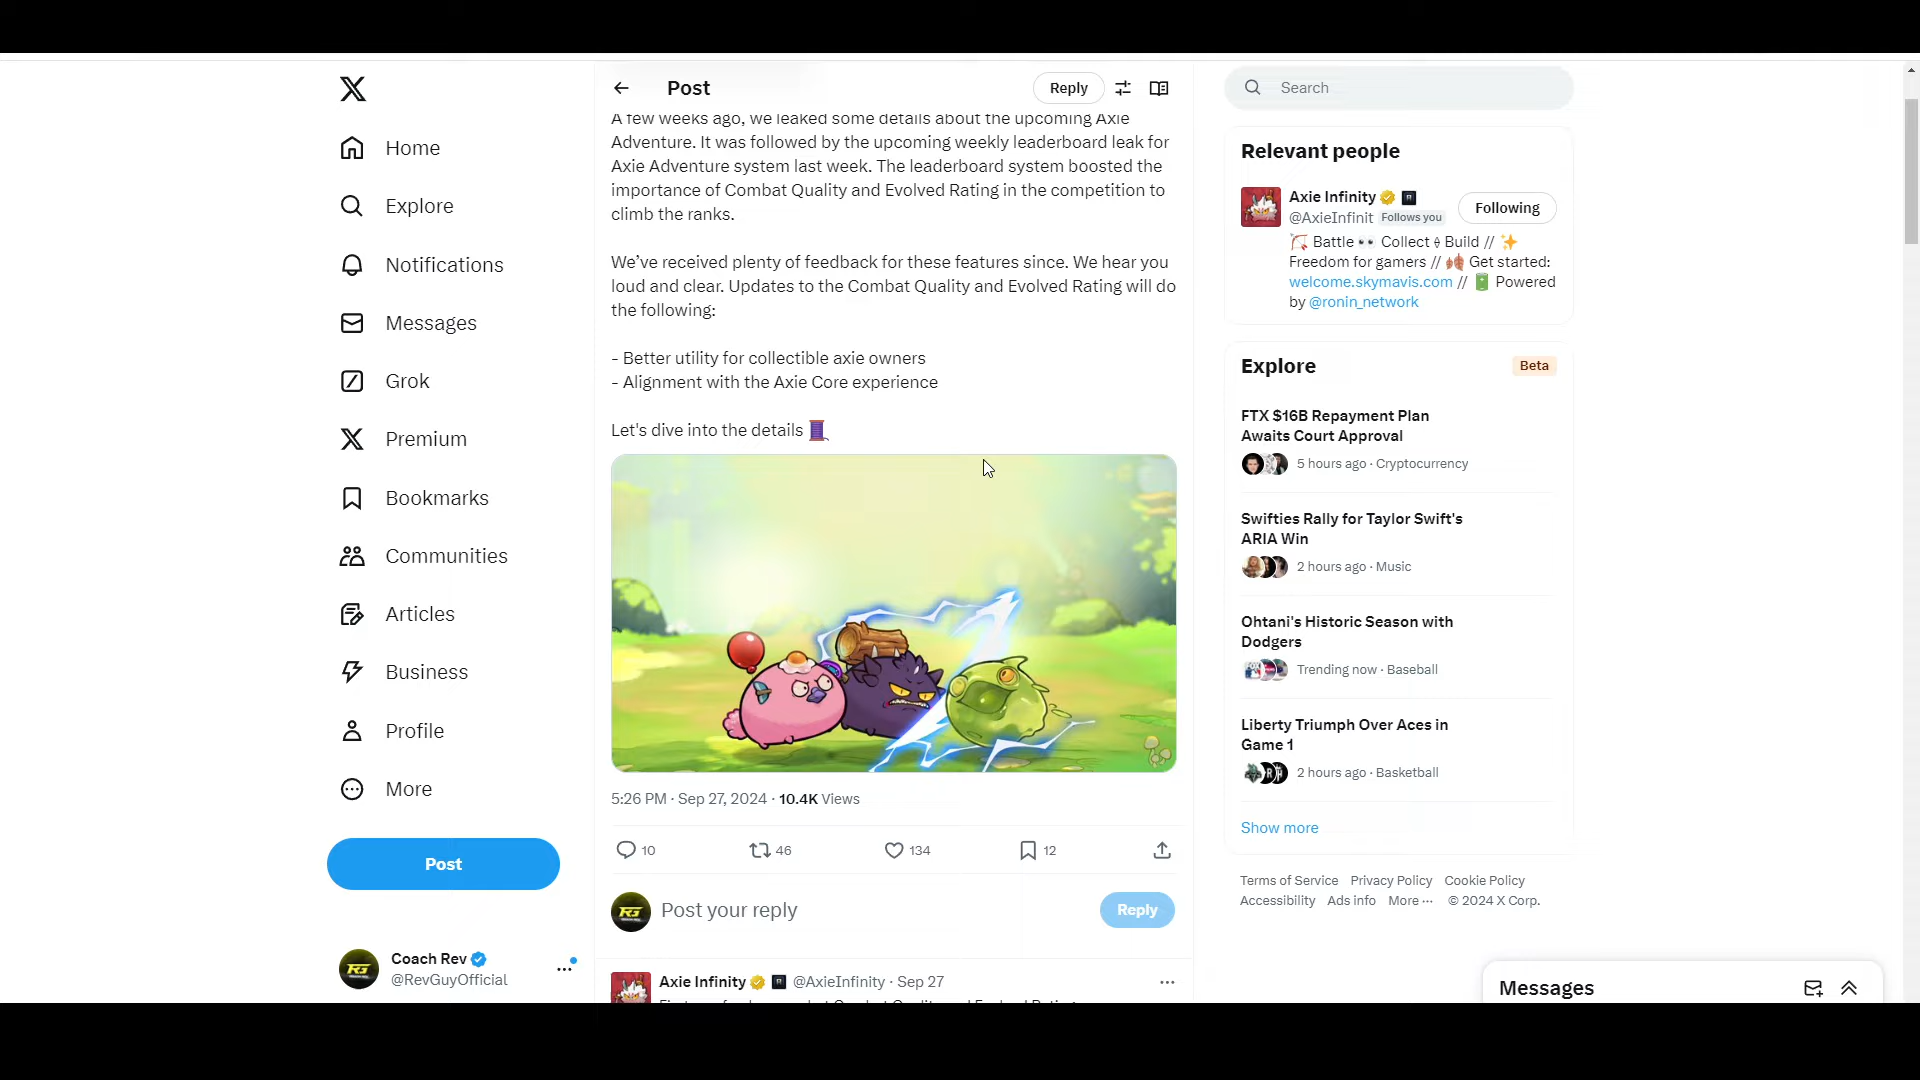 Home
Explore
Notifications
Messages
Grok
Premium
Bookmarks
Communities
Articles
Business
Profile
More
Post
Coach Rev
@RevGuyOfficial
Post
Reply
A few weeks ago, we leaked some details about the upcoming Axie
Adventure. It was followed by the upcoming weekly leaderboard leak for
Axie Adventure system last week. The leaderboard system boosted the
importance of Combat Quality and Evolved Rating in the competition to
climb the ranks.
We’ve received plenty of feedback for these features since. We hear you
loud and clear. Updates to the Combat Quality and Evolved Rating will do
the following:
- Better utility for collectible axie owners
- Alignment with the Axie Core experience
Let's dive into the details
5:26 PM · Sep 27, 2024 · 10.4K Views
10 46 134 12
Post your reply
Reply
Axie Infinity @AxieInfinity · Sep 27
Search
Relevant people
Axie Infinity
@AxieInfinit Follows you
Following
Battle Collect Build //
Freedom for gamers // Get started:
welcome.skymavis.com // Powered
by @ronin_network
Explore
Beta
FTX $16B Repayment Plan
Awaits Court Approval
5 hours ago · Cryptocurrency
Swifties Rally for Taylor Swift's
ARIA Win
2 hours ago · Music
Ohtani's Historic Season with
Dodgers
Trending now · Baseball
Liberty Triumph Over Aces in
Game 1
2 hours ago · Basketball
Show more
Terms of Service Privacy Policy Cookie Policy
Accessibility Ads info More ··· © 2024 X Corp.
Messages